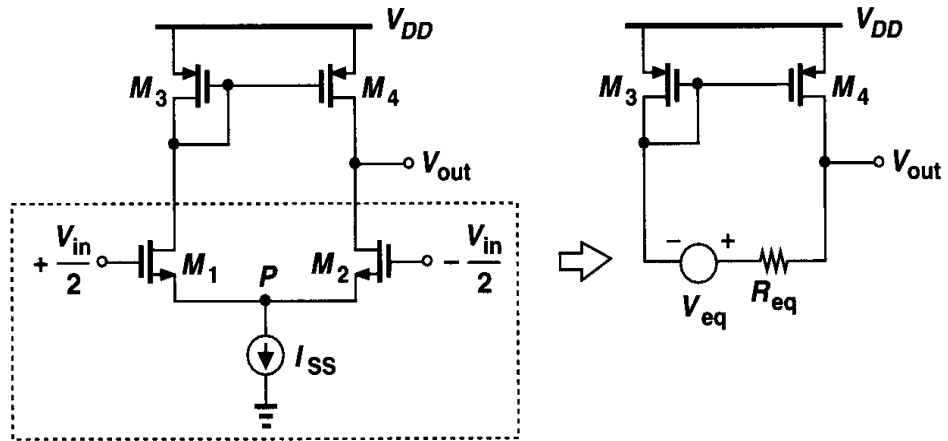 V_DD
M_3
M_4
V_out
+ V_in/2
M_1
M_2
− V_in/2
P
I_SS
V_DD
M_3
M_4
V_out
− +
V_eq
R_eq